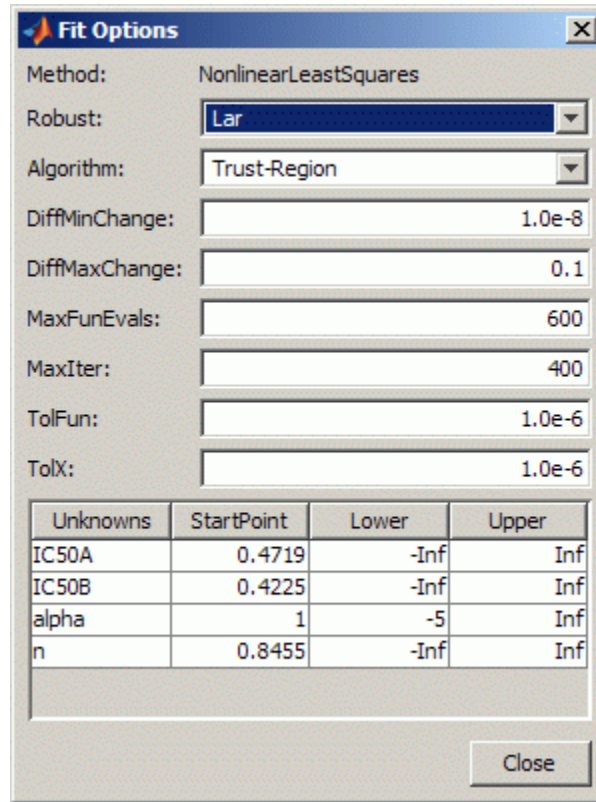 Fit Options
Method: NonlinearLeastSquares
Robust: Lar
Algorithm: Trust-Region
DiffMinChange: 1.0e-8
DiffMaxChange: 0.1
MaxFunEvals: 600
MaxIter: 400
TolFun: 1.0e-6
TolX: 1.0e-6
Unknowns StartPoint Lower Upper
IC50A 0.4719 -Inf Inf
IC50B 0.4225 -Inf Inf
alpha 1 -5 Inf
n 0.8455 -Inf Inf
Close